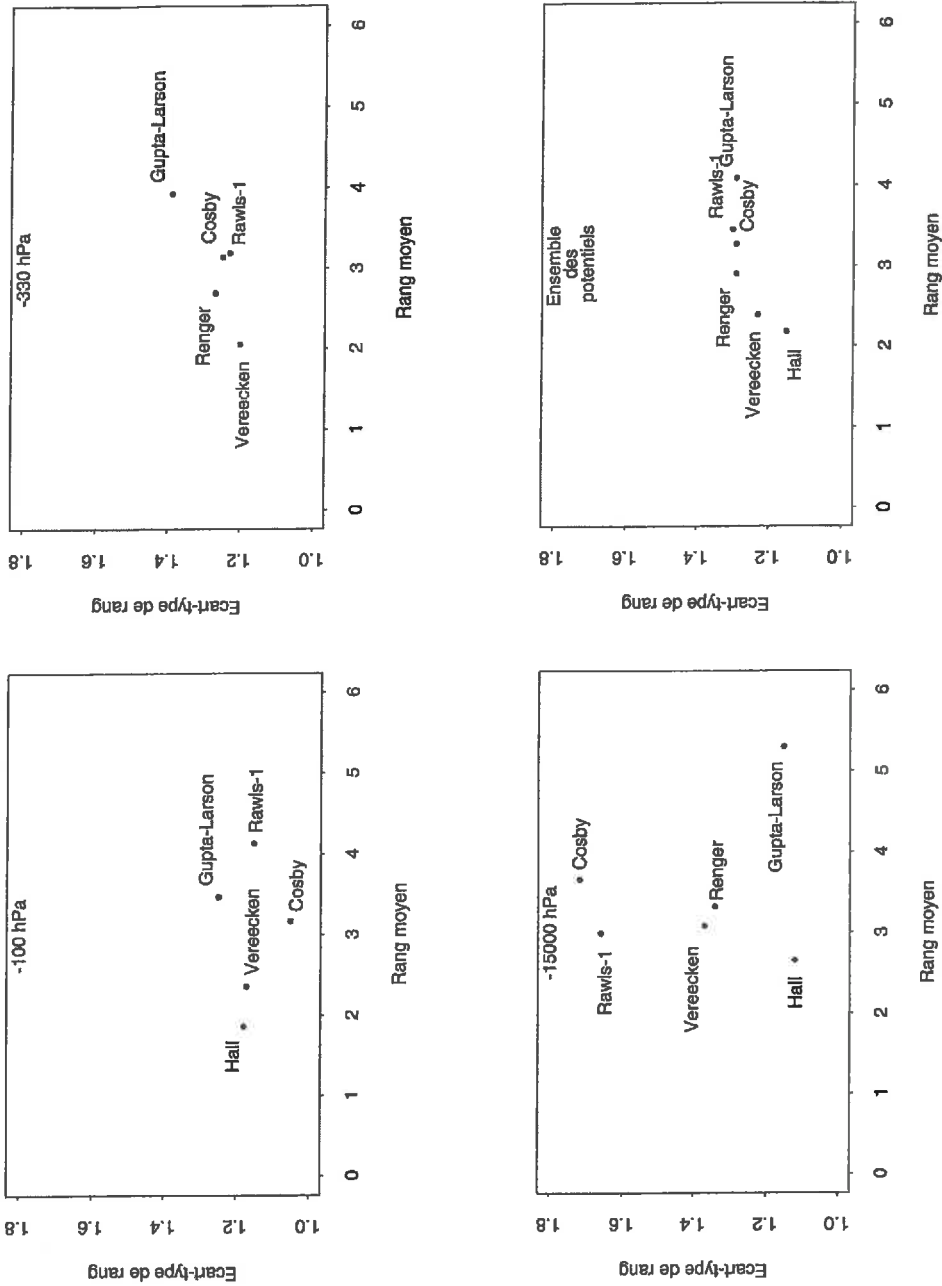 -100 hPa
Ecart-type de rang
1.8
1.6
1.4
1.2
1.0
Gupta-Larson
Hall
Vereecken
Rawls-1
Cosby
0 1 2 3 4 5 6
Rang moyen
-330 hPa
Ecart-type de rang
1.8
1.6
1.4
1.2
1.0
Gupta-Larson
Renger
Cosby
Rawls-1
Vereecken
0 1 2 3 4 5 6
Rang moyen
-15000 hPa
Ecart-type de rang
1.8
1.6
1.4
1.2
1.0
Cosby
Rawls-1
Vereecken
Renger
Gupta-Larson
Hall
0 1 2 3 4 5 6
Rang moyen
Ensemble
des
potentiels
Ecart-type de rang
1.8
1.6
1.4
1.2
1.0
Rawls-1
Renger
Gupta-Larson
Cosby
Vereecken
Hall
0 1 2 3 4 5 6
Rang moyen